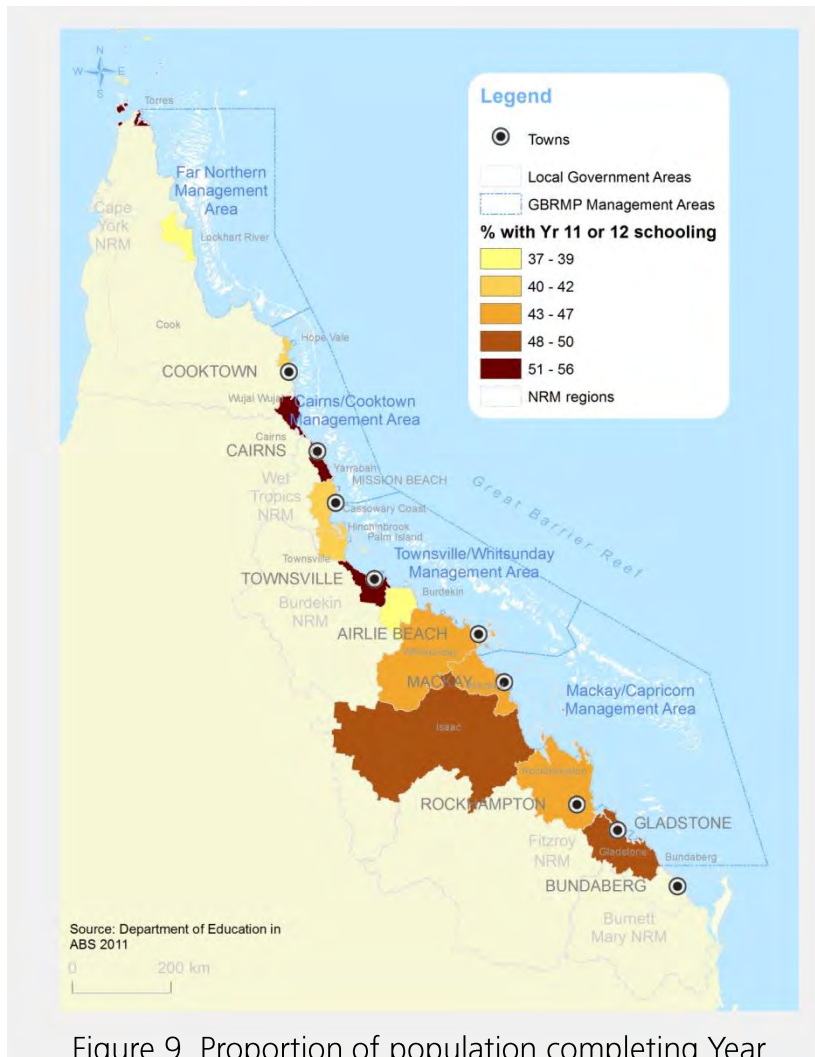 N
W E
S
Torres
Far Northern
Management
Area
Cape
York
NRM
Lockhart River
Cook
Hope Vale
COOKTOWN
Wujal Wujal
Cairns/Cooktown
Management Area
Cairns
CAIRNS
Yarrabah
MISSION BEACH
Wet
Tropics
NRM
Cassowary Coast
Hinchinbrook
Palm Island
Great Barrier Reef
Townsville
Townsville/Whitsunday
Management Area
TOWNSVILLE
Burdekin
Burdekin
NRM
AIRLIE BEACH
Whitsunday
MACKAY
Mackay/Capricorn
Management Area
Isaac
Rockhampton
ROCKHAMPTON
GLADSTONE
Fitzroy
NRM
Gladstone
Bundaberg
BUNDABERG
Burnett
Mary NRM
Legend
Towns
Local Government Areas
GBRMP Management Areas
% with Yr 11 or 12 schooling
37 - 39
40 - 42
43 - 47
48 - 50
51 - 56
NRM regions
Source: Department of Education in
ABS 2011
0 200 km
Figure 9. Proportion of population completing Year